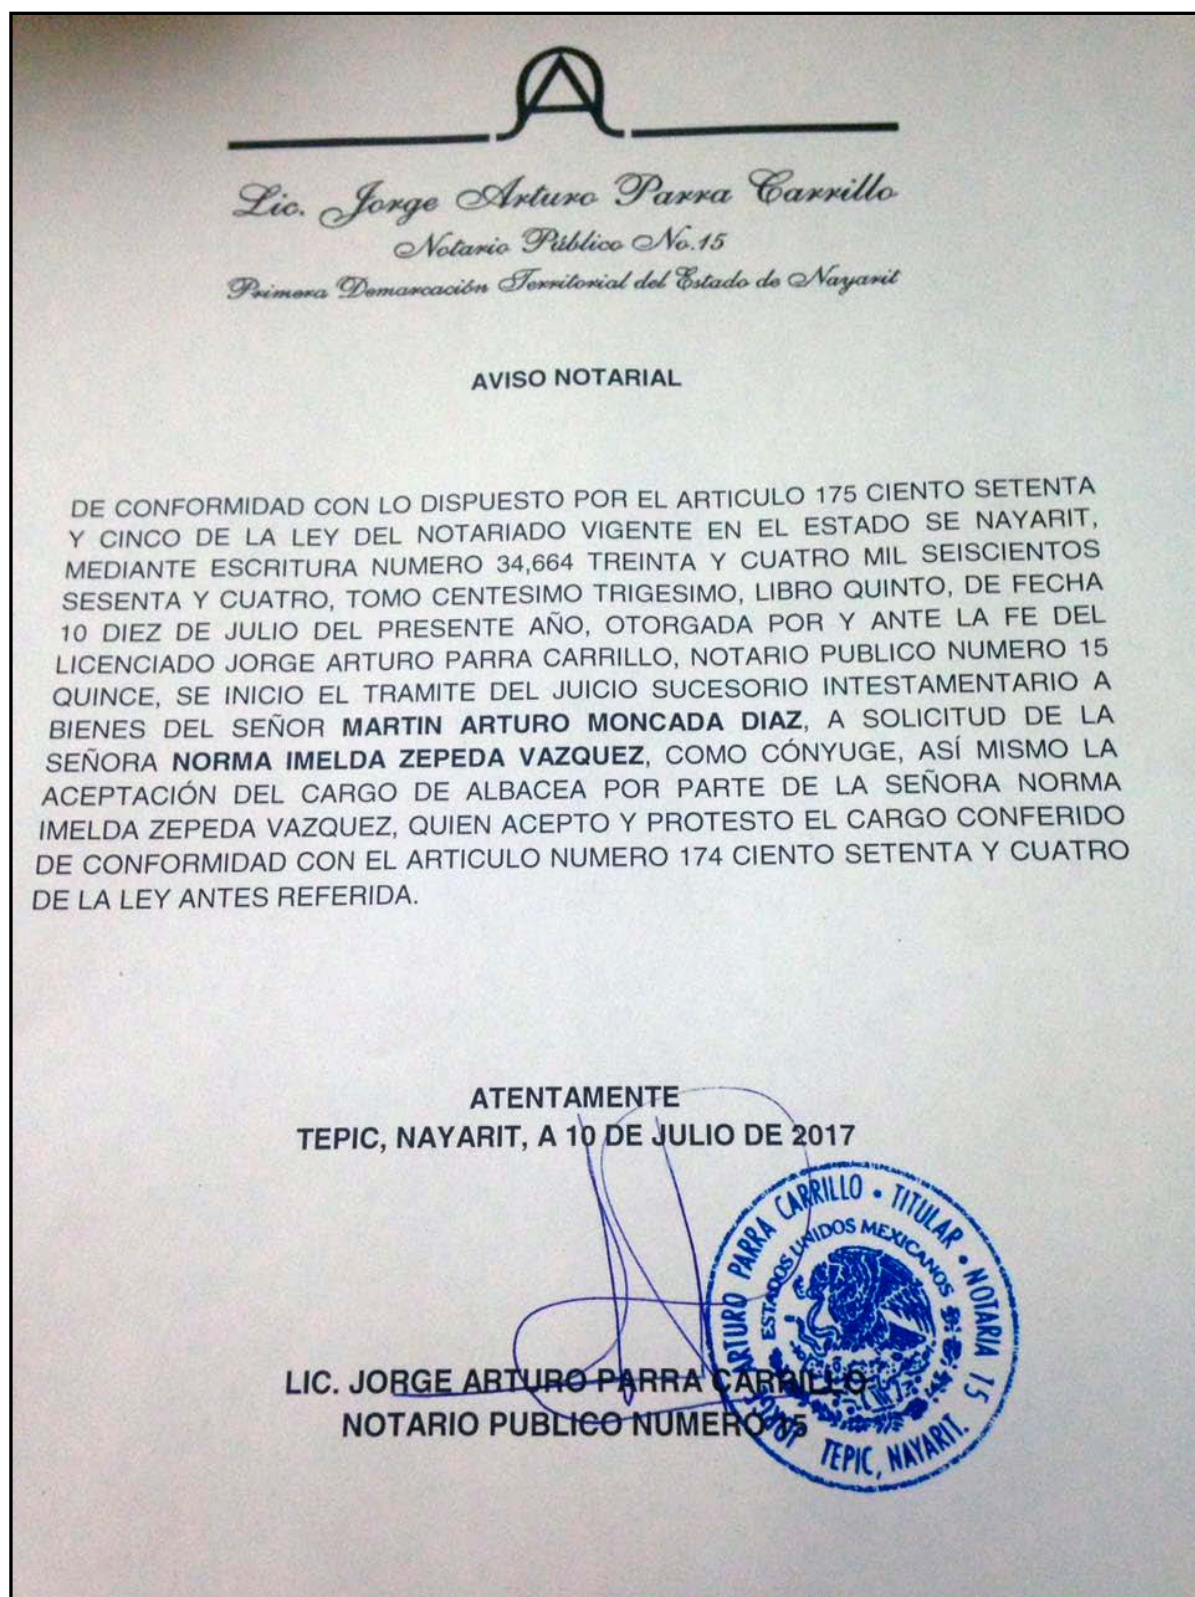 Lic. Jorge Arturo Parra Carrillo
Notario Público No.15
Primera Demarcación Territorial del Estado de Nayarit
AVISO NOTARIAL
DE CONFORMIDAD CON LO DISPUESTO POR EL ARTICULO 175 CIENTO SETENTA
Y CINCO DE LA LEY DEL NOTARIADO VIGENTE EN EL ESTADO SE NAYARIT,
MEDIANTE ESCRITURA NUMERO 34,664 TREINTA Y CUATRO MIL SEISCIENTOS
SESENTA Y CUATRO, TOMO CENTESIMO TRIGESIMO, LIBRO QUINTO, DE FECHA
10 DIEZ DE JULIO DEL PRESENTE AÑO, OTORGADA POR Y ANTE LA FE DEL
LICENCIADO JORGE ARTURO PARRA CARRILLO, NOTARIO PUBLICO NUMERO 15
QUINCE, SE INICIO EL TRAMITE DEL JUICIO SUCESORIO INTESTAMENTARIO A
BIENES DEL SEÑOR MARTIN ARTURO MONCADA DIAZ, A SOLICITUD DE LA
SEÑORA NORMA IMELDA ZEPEDA VAZQUEZ, COMO CÓNYUGE, ASÍ MISMO LA
ACEPTACIÓN DEL CARGO DE ALBACEA POR PARTE DE LA SEÑORA NORMA
IMELDA ZEPEDA VAZQUEZ, QUIEN ACEPTO Y PROTESTO EL CARGO CONFERIDO
DE CONFORMIDAD CON EL ARTICULO NUMERO 174 CIENTO SETENTA Y CUATRO
DE LA LEY ANTES REFERIDA.
ATENTAMENTE
TEPIC, NAYARIT, A 10 DE JULIO DE 2017
LIC. JORGE ARTURO PARRA CARRILLO
NOTARIO PUBLICO NUMERO 15
JORGE ARTURO PARRA CARRILLO • TITULAR • NOTARIA 15
ESTADOS UNIDOS MEXICANOS
TEPIC, NAYARIT.